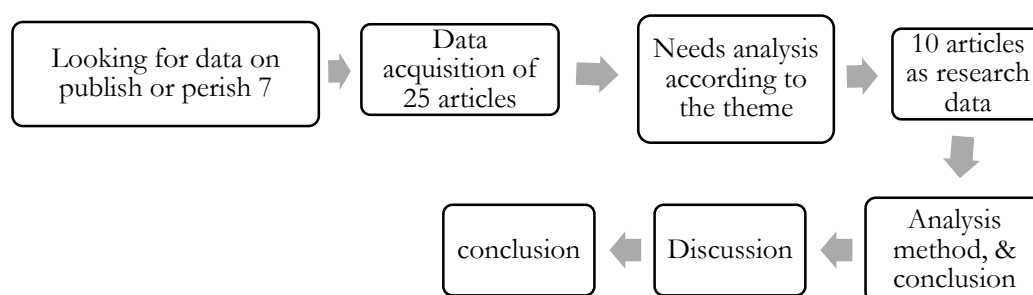 Looking for data on
publish or perish 7
Data
acquisition of
25 articles
Needs analysis
according to
the theme
10 articles
as research
data
Analysis
method, &
conclusion
Discussion
conclusion